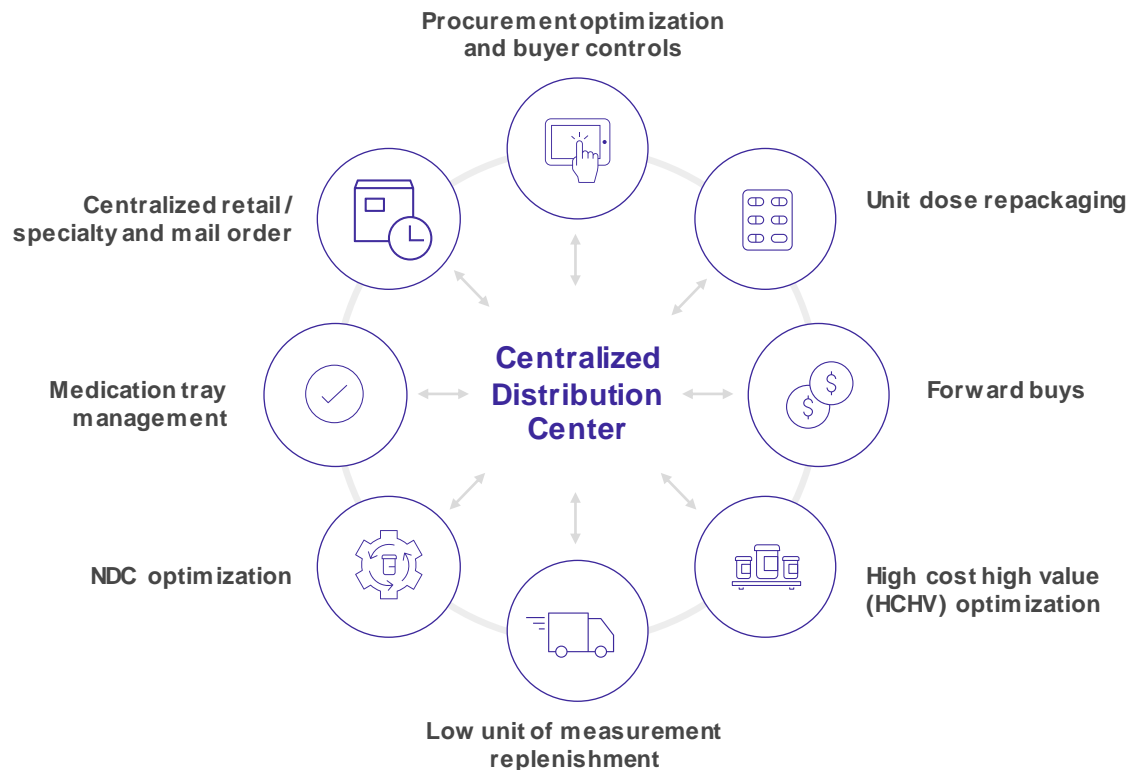 Procurement optimization
and buyer controls
Centralized retail /
specialty and mail order
Unit dose repackaging
Medication tray
management
Centralized
Distribution
Center
$
$
Forward buys
NDC optimization
High cost high value
(HCHV) optimization
Low unit of measurement
replenishment